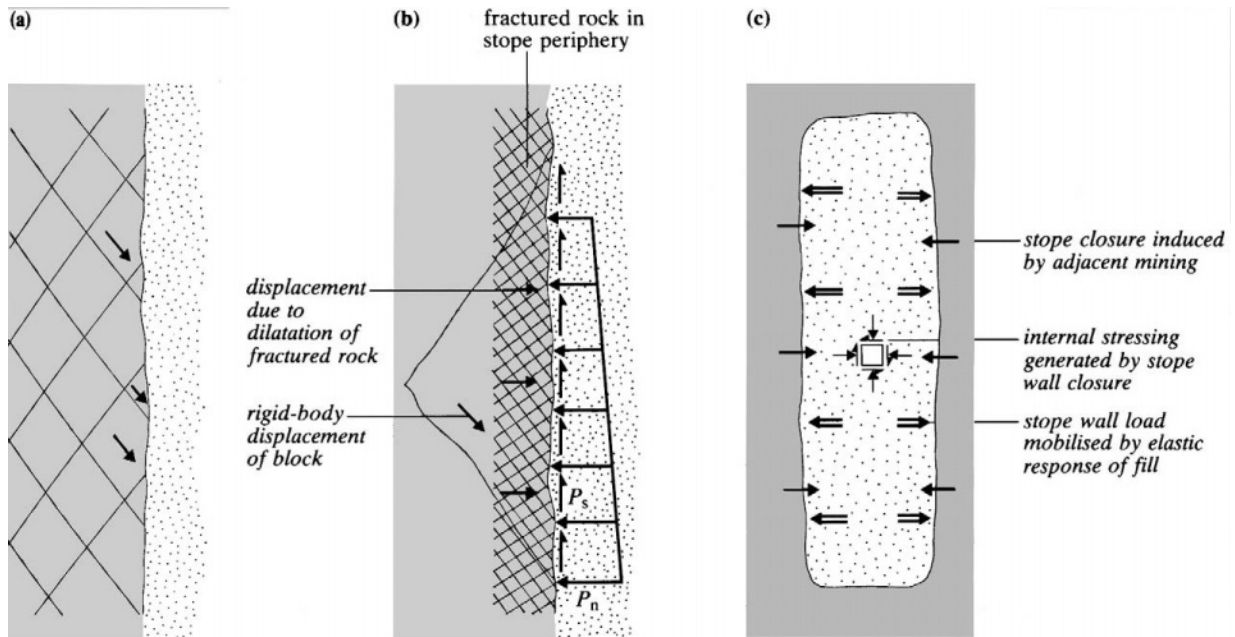 (a)
(b)
fractured rock in
stope periphery
displacement
due to
dilatation of
fractured rock
rigid-body
displacement
of block
Ps
Pn
(c)
stope closure induced
by adjacent mining
internal stressing
generated by stope
wall closure
stope wall load
mobilised by elastic
response of fill